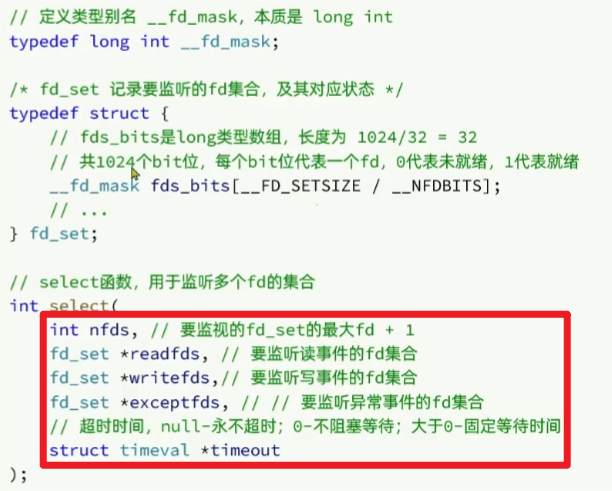 // 定义类型别名 __fd_mask，本质是 long int
typedef long int __fd_mask;
/* fd_set 记录要监听的fd集合，及其对应状态 */
typedef struct {
// fds_bits是long类型数组，长度为 1024/32 = 32
// 共1024个bit位，每个bit位代表一个fd，0代表未就绪，1代表就绪
__fd_mask fds_bits[__FD_SETSIZE / __NFDBITS];
// ...
} fd_set;
// select函数，用于监听多个fd的集合
int select(
int nfds, // 要监视的fd_set的最大fd + 1
fd_set *readfds, // 要监听读事件的fd集合
fd_set *writefds,// 要监听写事件的fd集合
fd_set *exceptfds, // // 要监听异常事件的fd集合
// 超时时间，null-永不超时；0-不阻塞等待；大于0-固定等待时间
struct timeval *timeout
);